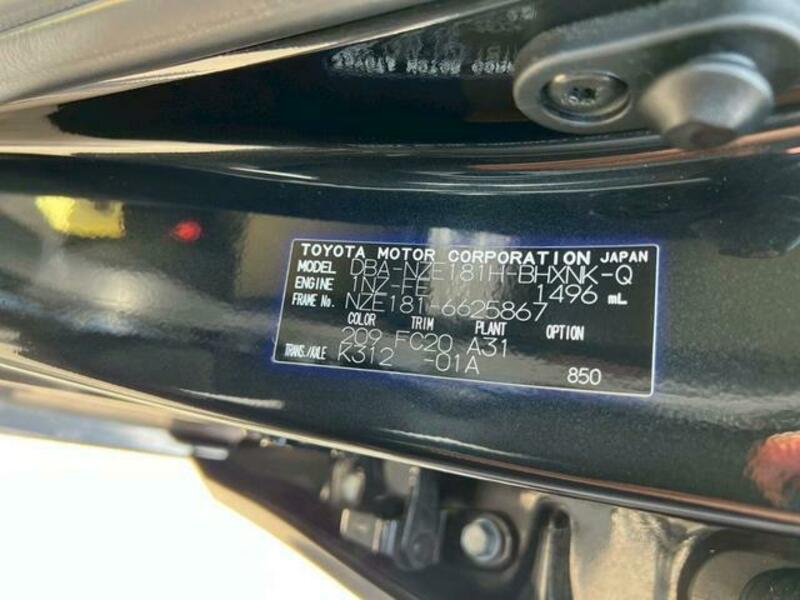 TOYOTA MOTOR CORPORATION JAPAN
MODEL DBA-NZE181H-BHXNK-Q
ENGINE 1NZ-FE 1496 mL
FRAME No. NZE181-6625867
COLOR TRIM PLANT OPTION
209 FC20 A31
TRANS./AXLE K312 -01A
850